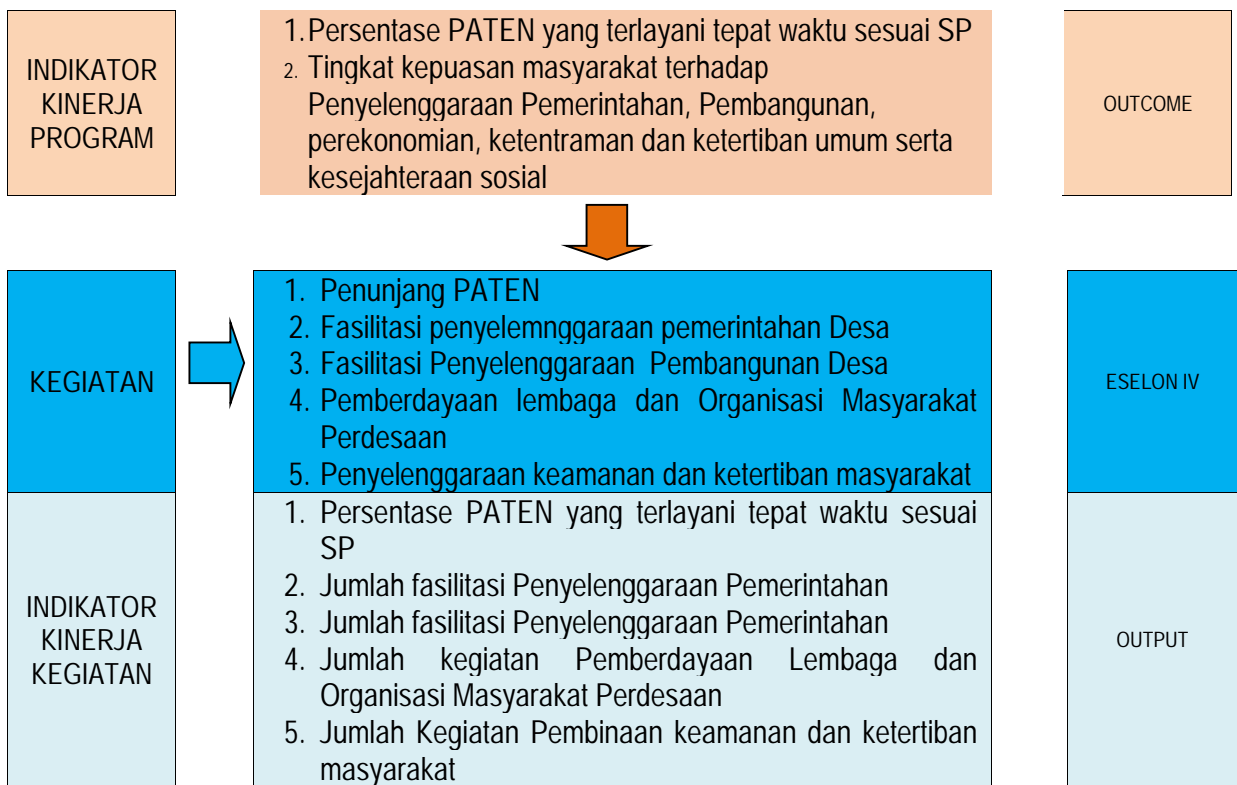 INDIKATOR
KINERJA
PROGRAM
1. Persentase PATEN yang terlayani tepat waktu sesuai SP
2. Tingkat kepuasan masyarakat terhadap
Penyelenggaraan Pemerintahan, Pembangunan,
perekonomian, ketentraman dan ketertiban umum serta
kesejahteraan sosial
OUTCOME
KEGIATAN
1. Penunjang PATEN
2. Fasilitasi penyelemnggaraan pemerintahan Desa
3. Fasilitasi Penyelenggaraan Pembangunan Desa
4. Pemberdayaan lembaga dan Organisasi Masyarakat
Perdesaan
5. Penyelenggaraan keamanan dan ketertiban masyarakat
ESELON IV
INDIKATOR
KINERJA
KEGIATAN
1. Persentase PATEN yang terlayani tepat waktu sesuai
SP
2. Jumlah fasilitasi Penyelenggaraan Pemerintahan
3. Jumlah fasilitasi Penyelenggaraan Pemerintahan
4. Jumlah kegiatan Pemberdayaan Lembaga dan
Organisasi Masyarakat Perdesaan
5. Jumlah Kegiatan Pembinaan keamanan dan ketertiban
masyarakat
OUTPUT